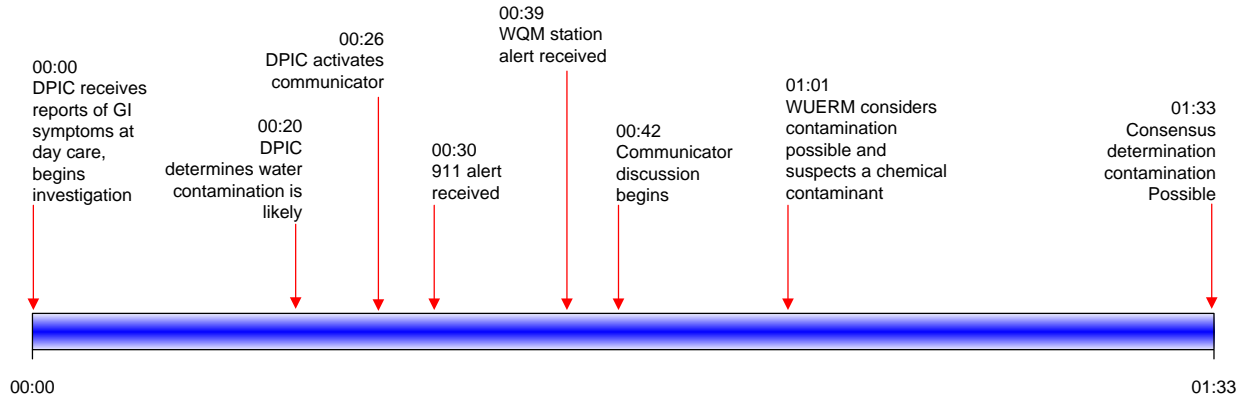 00:00
DPIC receives
reports of GI
symptoms at
day care,
begins
investigation
00:20
DPIC
determines water
contamination is
likely
00:26
DPIC activates
communicator
00:30
911 alert
received
00:39
WQM station
alert received
00:42
Communicator
discussion
begins
01:01
WUERM considers
contamination
possible and
suspects a chemical
contaminant
01:33
Consensus
determination
contamination
Possible
00:00
01:33